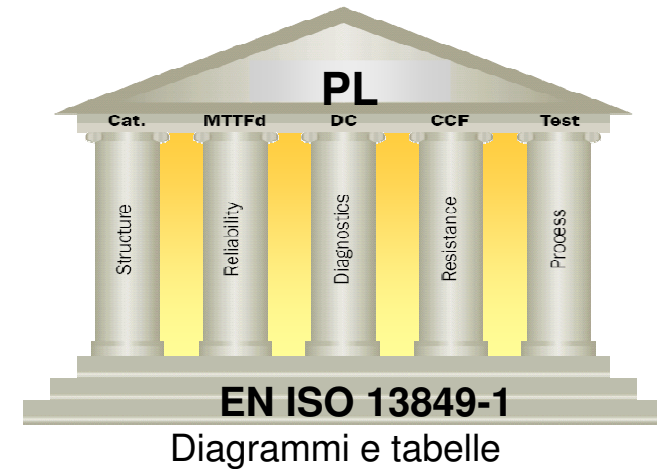 PL
Cat. MTTFd DC CCF Test
Structure
Reliability
Diagnostics
Resistance
Process
EN ISO 13849-1
Diagrammi e tabelle